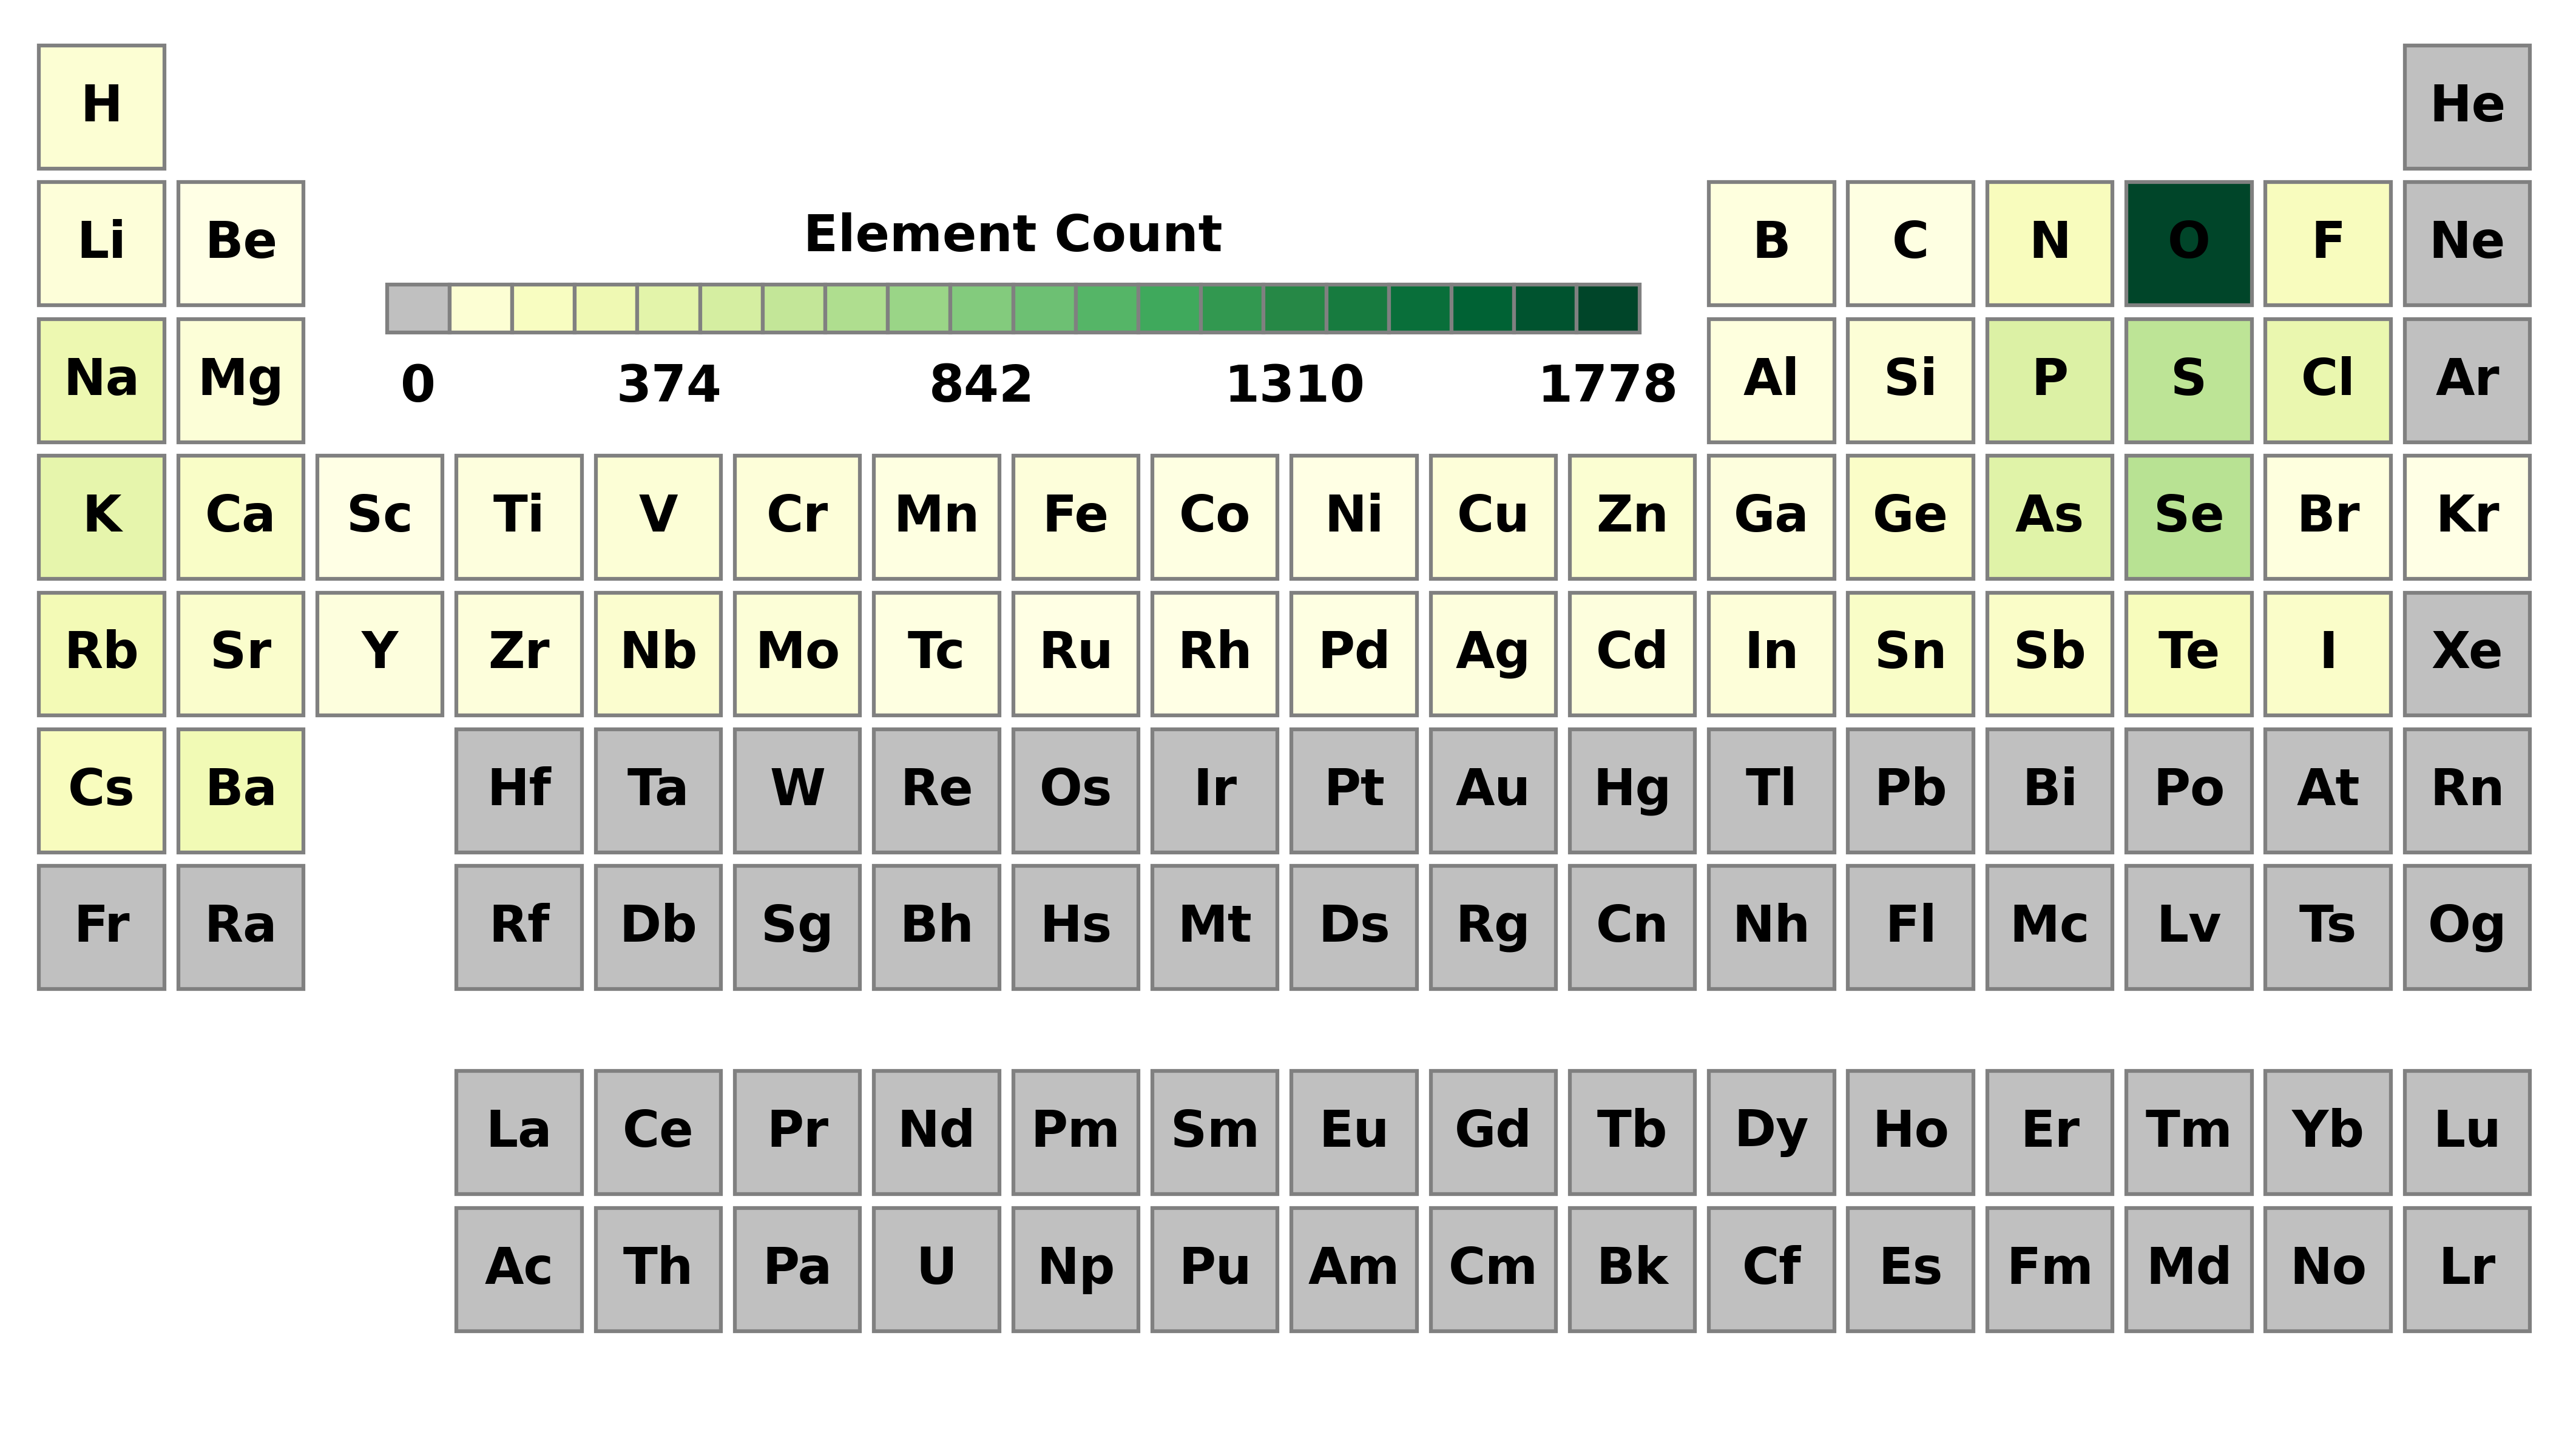 H He
Li Be B C N O F Ne
Element Count
Na Mg Al Si P S Cl Ar
0 374 842 1310 1778
K Ca Sc Ti V Cr Mn Fe Co Ni Cu Zn Ga Ge As Se Br Kr
Rb Sr Y Zr Nb Mo Tc Ru Rh Pd Ag Cd In Sn Sb Te I Xe
Cs Ba Hf Ta W Re Os Ir Pt Au Hg Tl Pb Bi Po At Rn
Fr Ra Rf Db Sg Bh Hs Mt Ds Rg Cn Nh Fl Mc Lv Ts Og
La Ce Pr Nd Pm Sm Eu Gd Tb Dy Ho Er Tm Yb Lu
Ac Th Pa U Np Pu Am Cm Bk Cf Es Fm Md No Lr